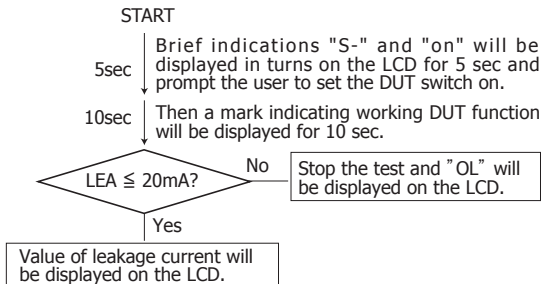 START
5sec
Brief indications "S-" and "on" will be
displayed in turns on the LCD for 5 sec and
prompt the user to set the DUT switch on.
10sec
Then a mark indicating working DUT function
will be displayed for 10 sec.
LEA ≦ 20mA?
No
Stop the test and ”OL” will
be displayed on the LCD.
Yes
Value of leakage current will
be displayed on the LCD.